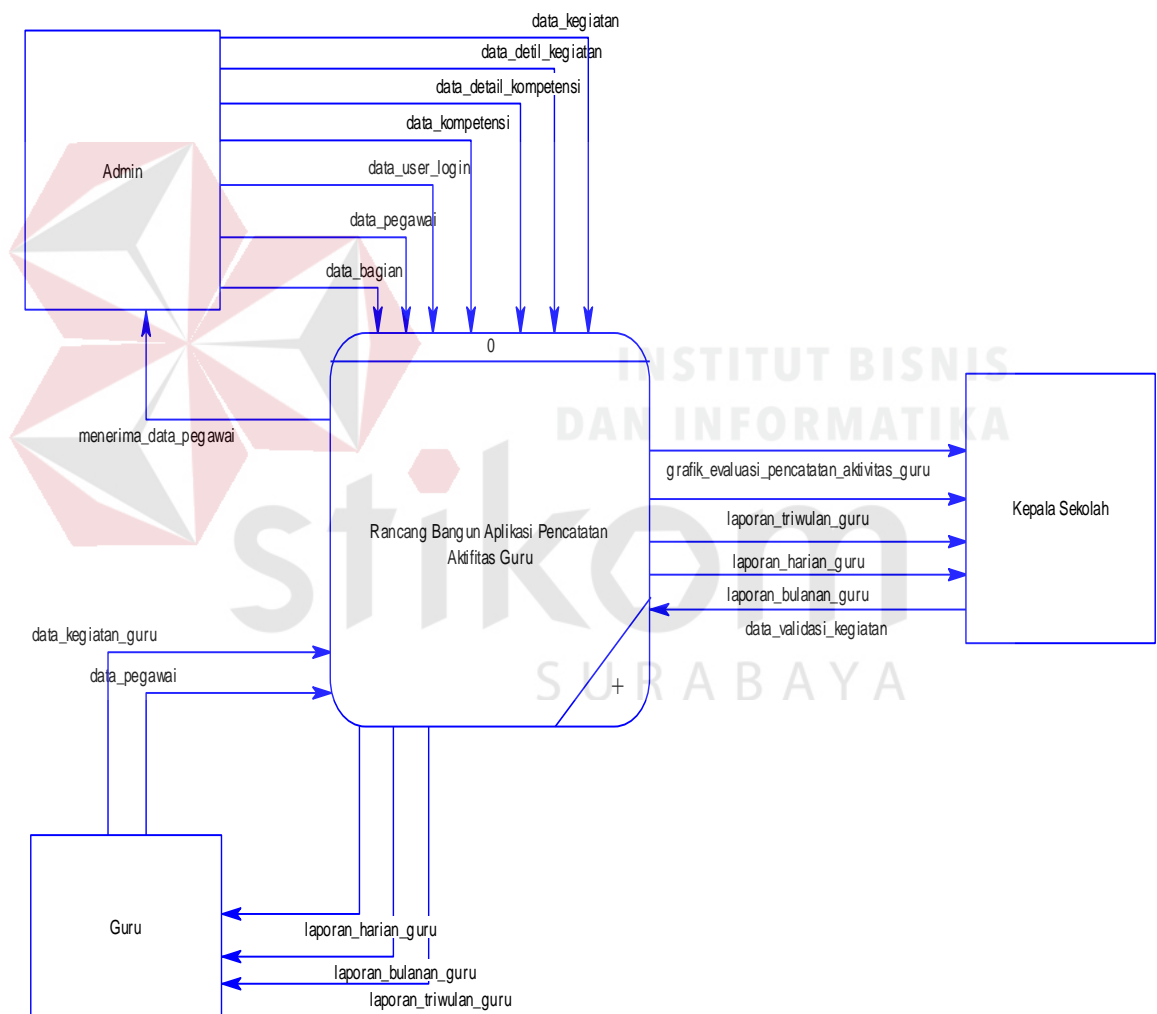 data_kegiatan
data_detil_kegiatan
data_detail_kompetensi
data_kompetensi
Admin
data_user_login
data_pegawai
data_bagian
0
INSTITUT BISNIS
DAN INFORMATIKA
menerima_data_pegawai
grafik_evaluasi_pencatatan_aktivitas_guru
Kepala Sekolah
laporan_triwulan_guru
Rancang Bangun Aplikasi Pencatatan
Aktifitas Guru
laporan_harian_guru
laporan_bulanan_guru
stikom
data_validasi_kegiatan
data_kegiatan_guru
data_pegawai
SURABAYA
+
Guru
laporan_harian_guru
laporan_bulanan_guru
laporan_triwulan_guru